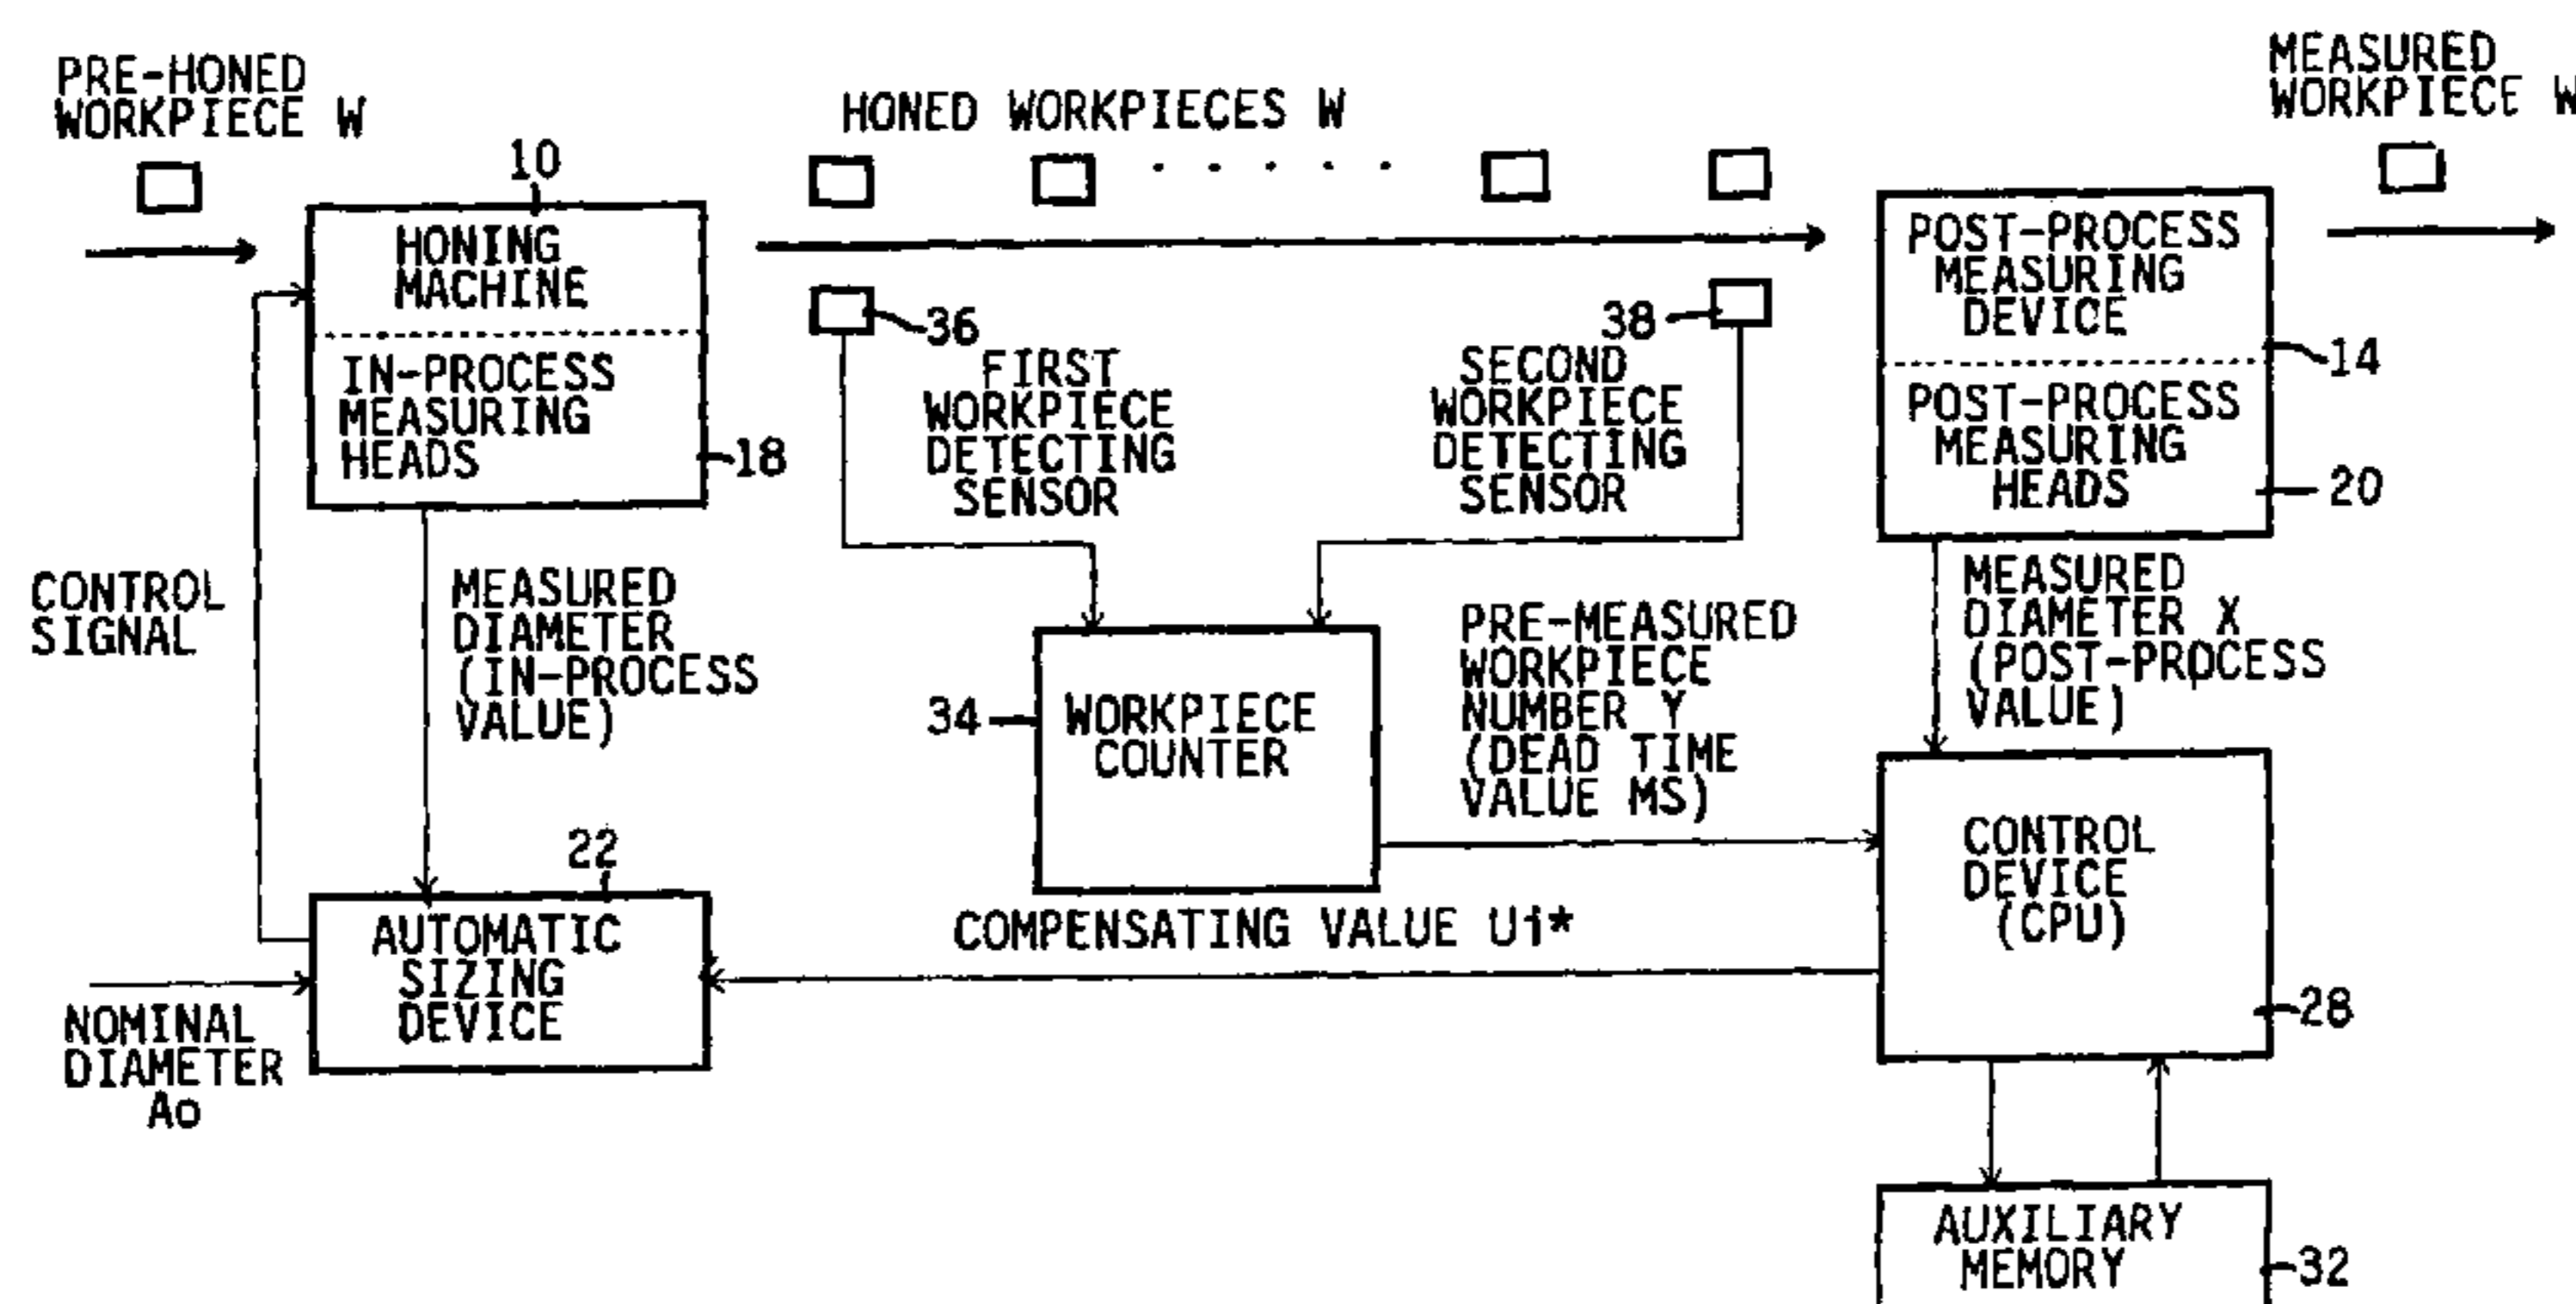 PRE-HONED
WORKPIECE W
10
HONING
MACHINE
IN-PROCESS
MEASURING
HEADS
18
HONED WORKPIECES W
36
FIRST
WORKPIECE
DETECTING
SENSOR
38
SECOND
WORKPIECE
DETECTING
SENSOR
MEASURED
WORKPIECE W
POST-PROCESS
MEASURING
DEVICE
14
POST-PROCESS
MEASURING
HEADS
20
CONTROL
SIGNAL
MEASURED
DIAMETER
(IN-PROCESS
VALUE)
34
WORKPIECE
COUNTER
PRE-MEASURED
WORKPIECE
NUMBER Y
(DEAD TIME
VALUE MS)
MEASURED
DIAMETER X
(POST-PROCESS
VALUE)
22
AUTOMATIC
SIZING
DEVICE
NOMINAL
DIAMETER
Ao
COMPENSATING VALUE Ui*
CONTROL
DEVICE
(CPU)
28
AUXILIARY
MEMORY
32